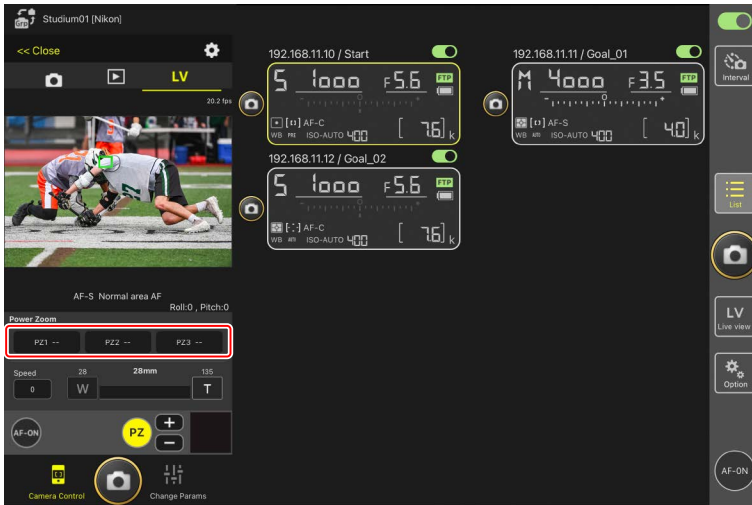 Grp
Studium01 [Nikon]
<< Close
LV
20.2 fps
77
AF-S Normal area AF
Roll:0 , Pitch:0
Power Zoom
PZ1 --
PZ2 --
PZ3 --
Speed
28
28mm
135
0
W
T
AF-ON
PZ
+
−
Camera Control
Change Params
192.168.11.10 / Start
S 1000 F5.6 FTP
AF-C
WB PRE ISO-AUTO 400 [ 7.6] k
192.168.11.11 / Goal_01
M 4000 F3.5 FTP
AF-S
WB AUTO ISO-AUTO 400 [ 4.0] k
192.168.11.12 / Goal_02
S 1000 F5.6 FTP
AF-C
WB ISO-AUTO 400 [ 7.6] k
Interval
List
LV
Live view
Option
AF-ON